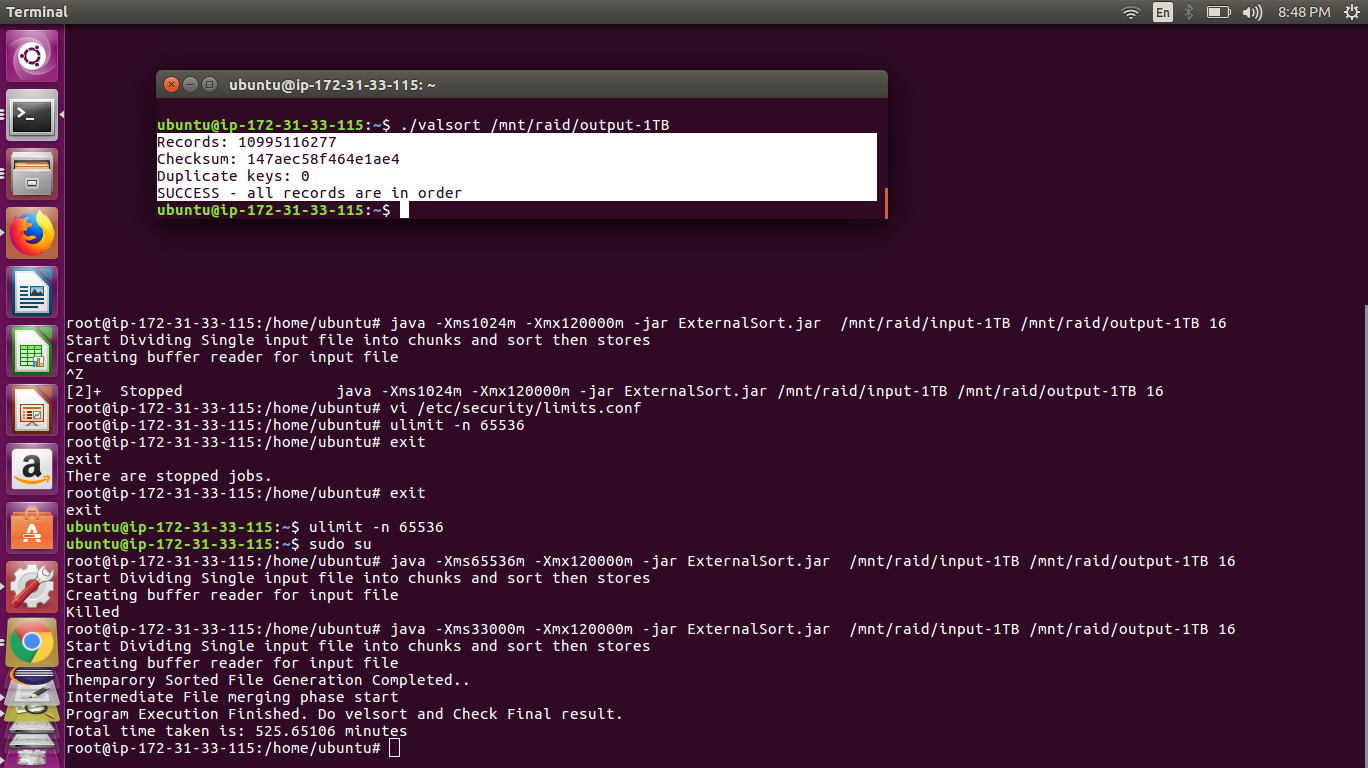 Terminal
En
8:48 PM
ubuntu@ip-172-31-33-115: ~
ubuntu@ip-172-31-33-115:~$ ./valsort /mnt/raid/output-1TB
Records: 10995116277
Checksum: 147aec58f464e1ae4
Duplicate keys: 0
SUCCESS - all records are in order
ubuntu@ip-172-31-33-115:~$
root@ip-172-31-33-115:/home/ubuntu# java -Xms1024m -Xmx120000m -jar ExternalSort.jar  /mnt/raid/input-1TB /mnt/raid/output-1TB 16
Start Dividing Single input file into chunks and sort then stores
Creating buffer reader for input file
^Z
[2]+  Stopped                 java -Xms1024m -Xmx120000m -jar ExternalSort.jar /mnt/raid/input-1TB /mnt/raid/output-1TB 16
root@ip-172-31-33-115:/home/ubuntu# vi /etc/security/limits.conf
root@ip-172-31-33-115:/home/ubuntu# ulimit -n 65536
root@ip-172-31-33-115:/home/ubuntu# exit
exit
There are stopped jobs.
root@ip-172-31-33-115:/home/ubuntu# exit
exit
ubuntu@ip-172-31-33-115:~$ ulimit -n 65536
ubuntu@ip-172-31-33-115:~$ sudo su
root@ip-172-31-33-115:/home/ubuntu# java -Xms65536m -Xmx120000m -jar ExternalSort.jar  /mnt/raid/input-1TB /mnt/raid/output-1TB 16
Start Dividing Single input file into chunks and sort then stores
Creating buffer reader for input file
Killed
root@ip-172-31-33-115:/home/ubuntu# java -Xms33000m -Xmx120000m -jar ExternalSort.jar  /mnt/raid/input-1TB /mnt/raid/output-1TB 16
Start Dividing Single input file into chunks and sort then stores
Creating buffer reader for input file
Themparory Sorted File Generation Completed..
Intermediate File merging phase start
Program Execution Finished. Do velsort and Check Final result.
Total time taken is: 525.65106 minutes
root@ip-172-31-33-115:/home/ubuntu#